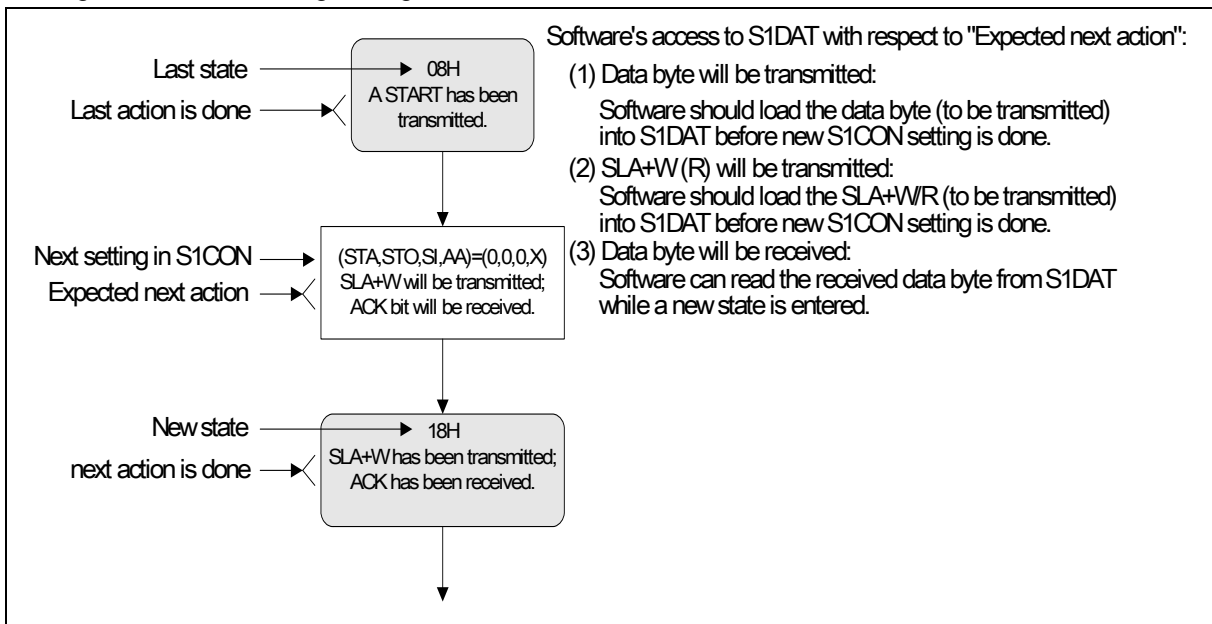 Last state
Last action is done
08H
A START has been
transmitted.
Next setting in S1CON
Expected next action
(STA,STO,SI,AA)=(0,0,0,X)
SLA+W will be transmitted;
ACK bit will be received.
New state
next action is done
18H
SLA+W has been transmitted;
ACK has been received.
Software's access to S1DAT with respect to "Expected next action":
(1) Data byte will be transmitted:
Software should load the data byte (to be transmitted)
into S1DAT before new S1CON setting is done.
(2) SLA+W (R) will be transmitted:
Software should load the SLA+W/R (to be transmitted)
into S1DAT before new S1CON setting is done.
(3) Data byte will be received:
Software can read the received data byte from S1DAT
while a new state is entered.